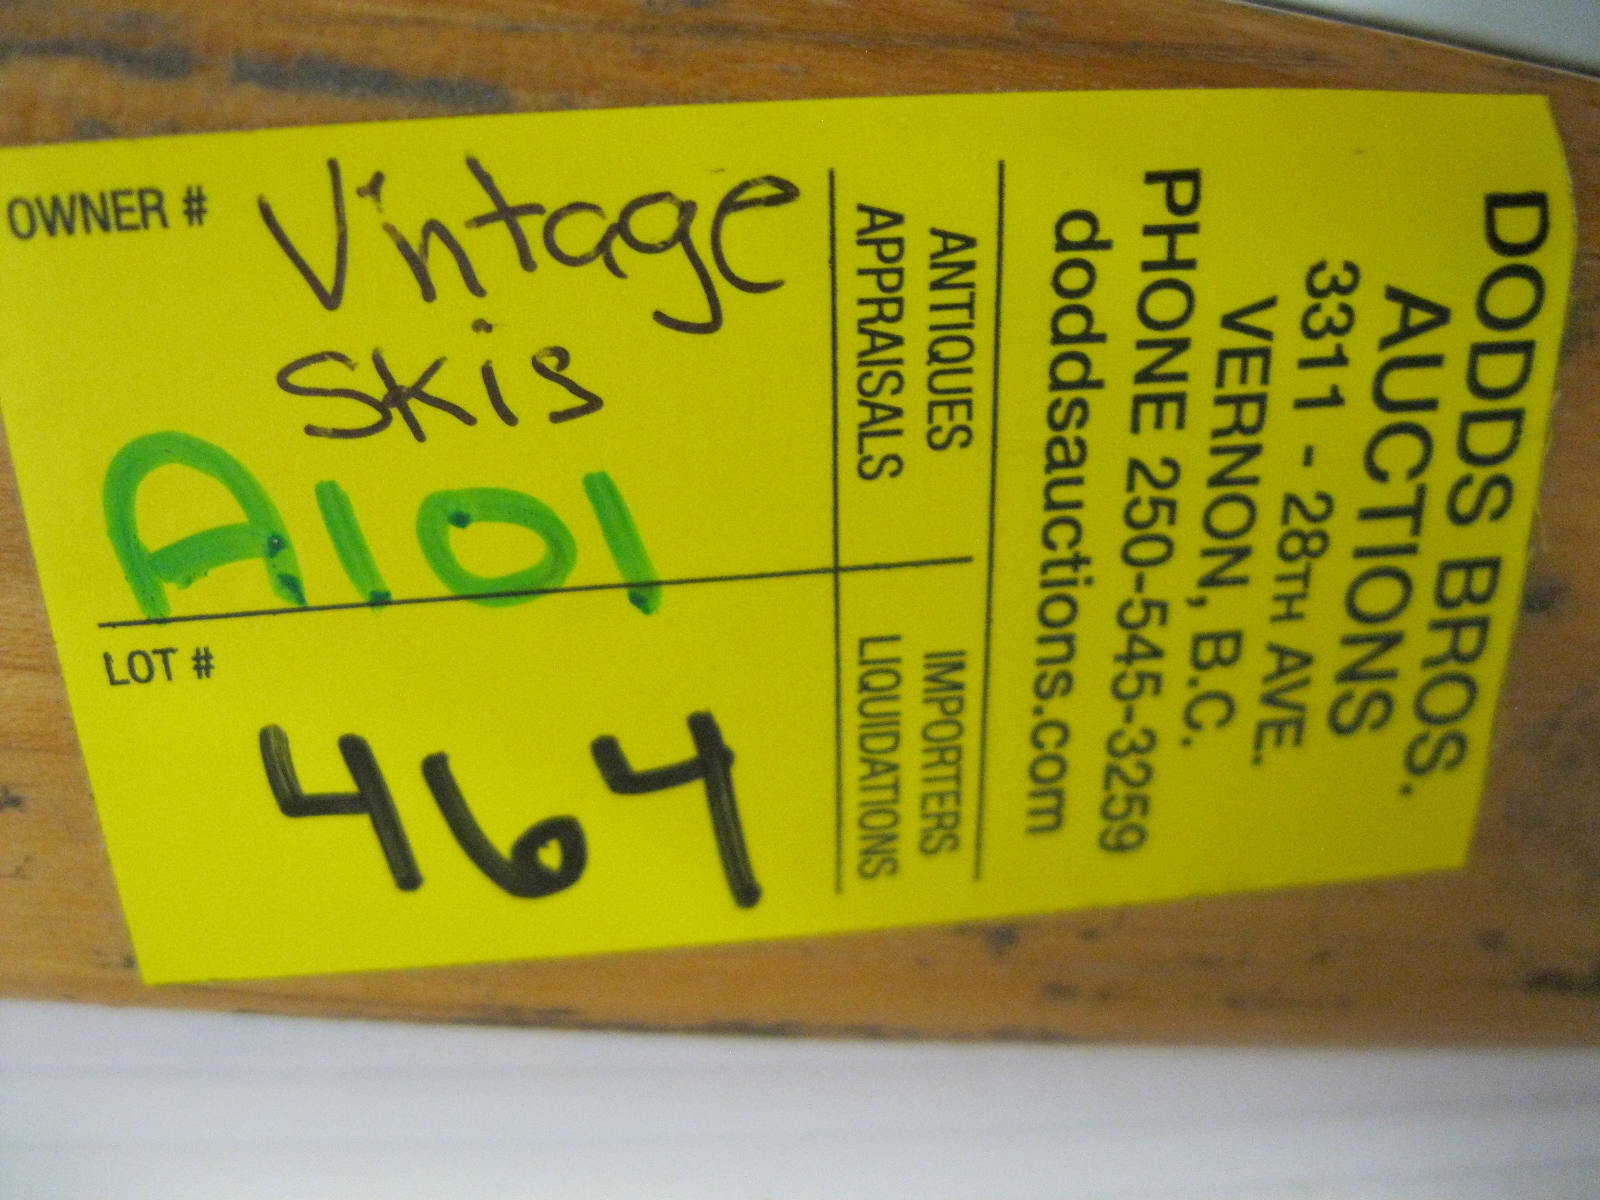 DODDS BROS.
AUCTIONS
3311 - 28TH AVE.
VERNON, B.C.
PHONE 250-545-3259
doddsauctions.com
ANTIQUES
APPRAISALS
IMPORTERS
LIQUIDATIONS
OWNER #
Vintage
Skis
A101
LOT #
464